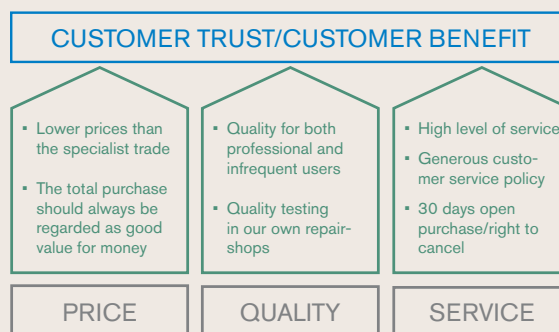 CUSTOMER TRUST/CUSTOMER BENEFIT
▪ Lower prices than
the specialist trade
▪ The total purchase
should always be
regarded as good
value for money
▪ Quality for both
professional and
infrequent users
▪ Quality testing
in our own repair-
shops
▪ High level of service
▪ Generous custo-
mer service policy
▪ 30 days open
purchase/right to
cancel
PRICE
QUALITY
SERVICE